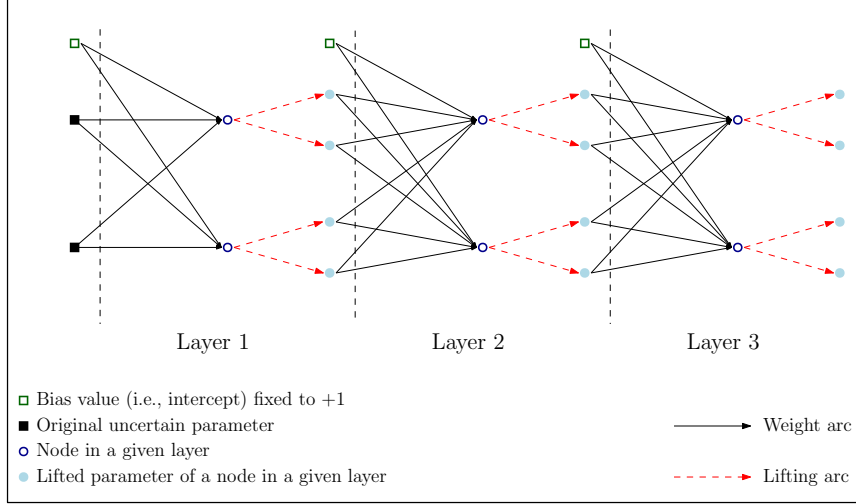 Layer 1
Layer 2
Layer 3
Bias value (i.e., intercept) fixed to +1
Original uncertain parameter
Node in a given layer
Lifted parameter of a node in a given layer
Weight arc
Lifting arc